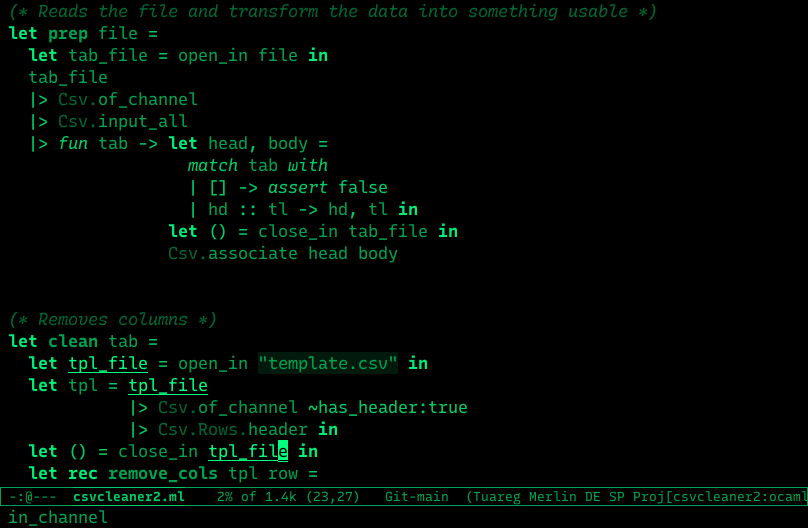 (* Reads the file and transform the data into something usable *)
let prep file =
  let tab_file = open_in file in
  tab_file
  |> Csv.of_channel
  |> Csv.input_all
  |> fun tab -> let head, body =
                  match tab with
                  | [] -> assert false
                  | hd :: tl -> hd, tl in
                let () = close_in tab_file in
                Csv.associate head body
(* Removes columns *)
let clean tab =
  let tpl_file = open_in "template.csv" in
  let tpl = tpl_file
            |> Csv.of_channel ~has_header:true
            |> Csv.Rows.header in
  let () = close_in tpl_file in
  let rec remove_cols tpl row =
-:@---  csvcleaner2.ml   2% of 1.4k (23,27)   Git-main  (Tuareg Merlin DE SP Proj[csvcleaner2:ocaml
in_channel